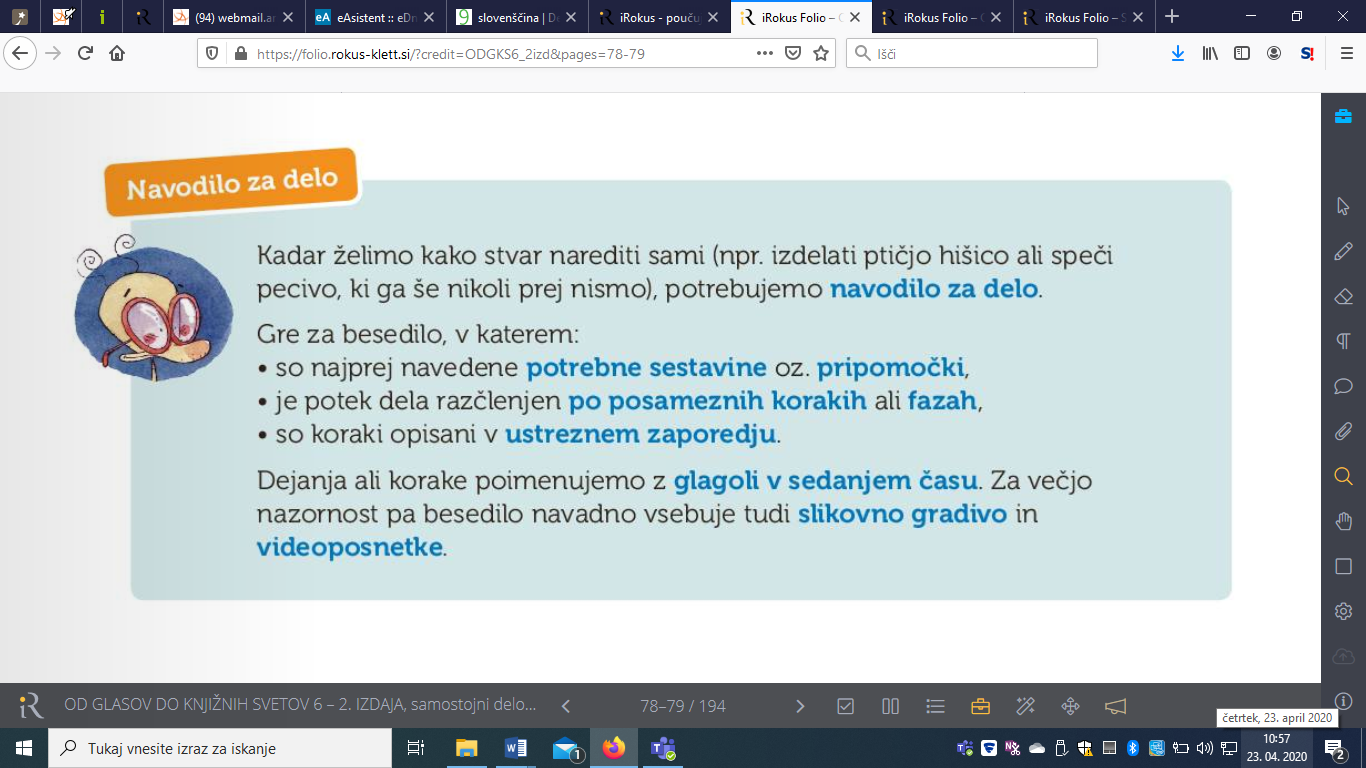 (94) webmail.ar
eAsistent :: eDn
slovenščina | De
iRokus - pouču
iRokus Folio – O
iRokus Folio – O
iRokus Folio – S
https://folio.rokus-klett.si/?credit=ODGKS6_2izd&pages=78-79
Išči
Navodilo za delo
Kadar želimo kako stvar narediti sami (npr. izdelati ptičjo hišico ali speči
pecivo, ki ga še nikoli prej nismo), potrebujemo navodilo za delo.
Gre za besedilo, v katerem:
• so najprej navedene potrebne sestavine oz. pripomočki,
• je potek dela razčlenjen po posameznih korakih ali fazah,
• so koraki opisani v ustreznem zaporedju.
Dejanja ali korake poimenujemo z glagoli v sedanjem času. Za večjo
nazornost pa besedilo navadno vsebuje tudi slikovno gradivo in
videoposnetke.
iR OD GLASOV DO KNJIŽNIH SVETOV 6 – 2. IZDAJA, samostojni delo...
78–79 / 194
četrtek, 23. april 2020
Tukaj vnesite izraz za iskanje
10:57
23. 04. 2020